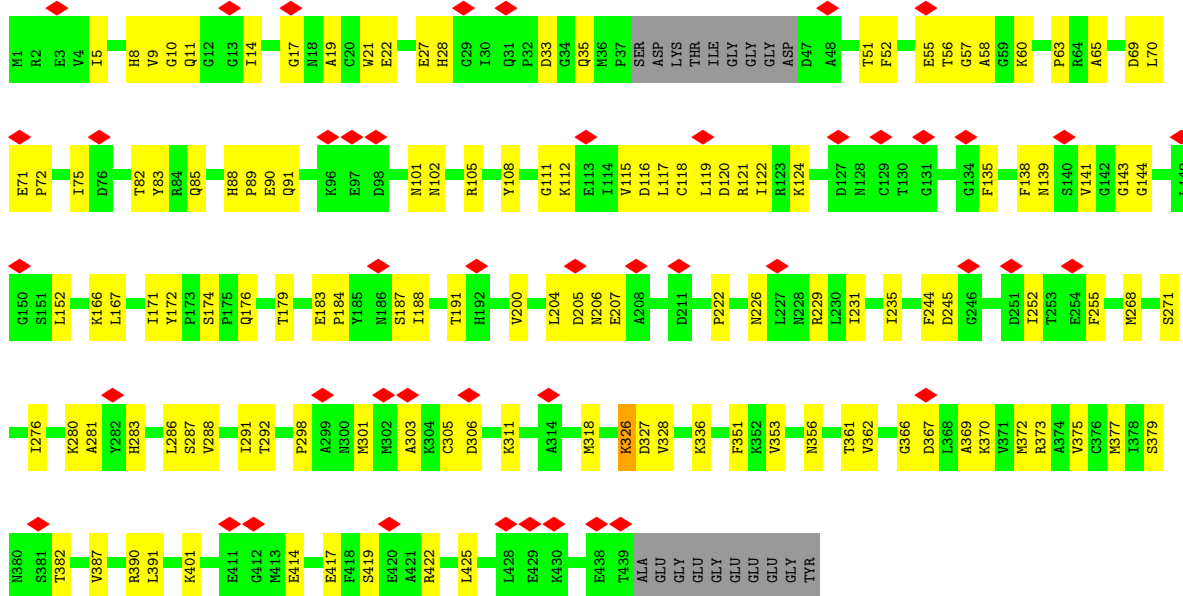 M1 R2 E3 V4 I5 H8 V9 G10 Q11 G12 G13 I14 G17 N18 A19 C20 W21 E22 E27 H28 G29 I30 Q31 P32 D33 G34 Q35 M36 P37 SER ASP LYS THR ILE GLY GLY GLY ASP D47 A48 T51 F52 E55 T56 G57 A58 G59 K60 P63 R64 A65 D69 L70
E71 P72 I75 D76 T82 Y83 R84 Q85 H88 P89 E90 Q91 K96 E97 D98 N101 N102 R105 Y108 G111 K112 E113 I114 V115 D116 L117 C118 L119 D120 R121 I122 R123 K124 D127 N128 C129 T130 G131 G134 F135 F138 N139 S140 V141 G142 G143 G144
G150 S151 L152 K166 L167 I171 Y172 P173 S174 P175 Q176 T179 E183 P184 Y185 N186 S187 I188 T191 H192 V200 L204 D205 N206 E207 A208 D211 P222 N226 L227 N228 R229 L230 I231 I235 F244 D245 G246 D251 I252 T253 E254 F255 M268 S271
I276 K280 A281 Y282 H283 L286 S287 V288 I291 T292 P298 A299 N300 M301 M302 A303 K304 C305 D306 K311 A314 M318 K326 D327 V328 K336 F351 K352 V353 N356 T361 V362 G366 D367 L368 A369 K370 V371 M372 R373 A374 V375 C376 M377 I378 S379
N380 S381 T382 V387 R390 L391 K401 E411 G412 M413 E414 E417 F418 S419 E420 A421 R422 L425 L428 E429 K430 E438 T439 ALA GLU GLY GLU GLY GLU GLU GLU GLY TYR